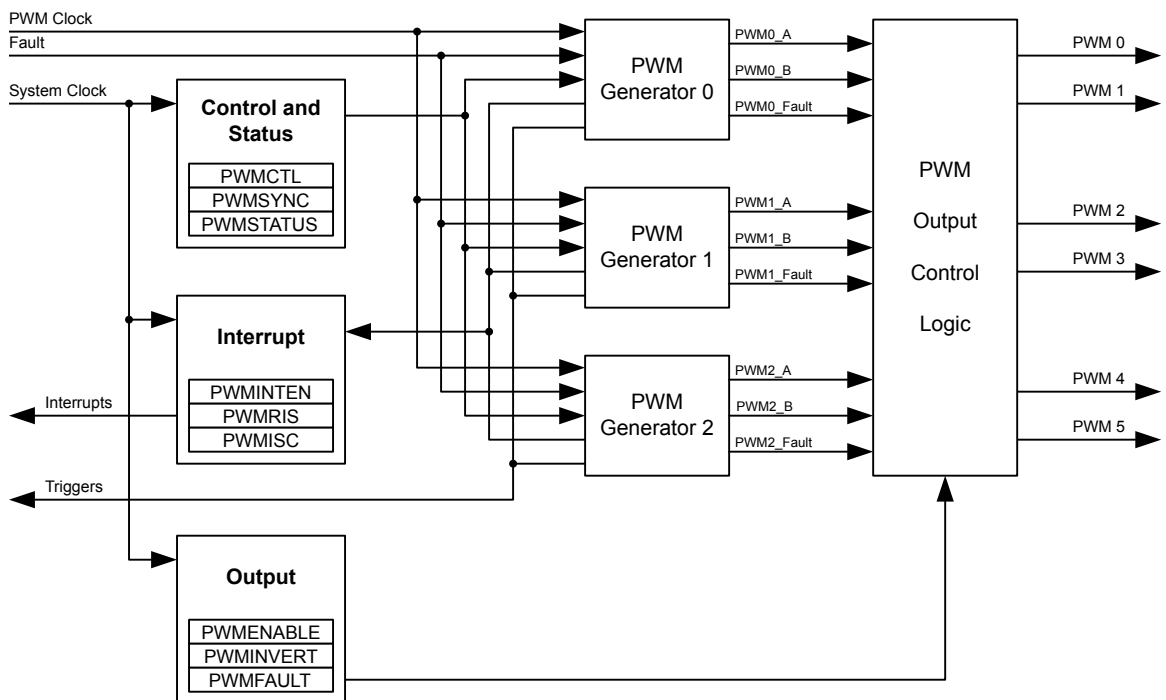 PWM Clock
Fault
System Clock
Control and
Status
PWMCTL
PWMSYNC
PWMSTATUS
Interrupt
PWMINTEN
PWMRIS
PWMISC
Interrupts
Triggers
Output
PWMENABLE
PWMINVERT
PWMFAULT
PWM
Generator 0
PWM0_A
PWM0_B
PWM0_Fault
PWM
Generator 1
PWM1_A
PWM1_B
PWM1_Fault
PWM
Generator 2
PWM2_A
PWM2_B
PWM2_Fault
PWM
Output
Control
Logic
PWM 0
PWM 1
PWM 2
PWM 3
PWM 4
PWM 5